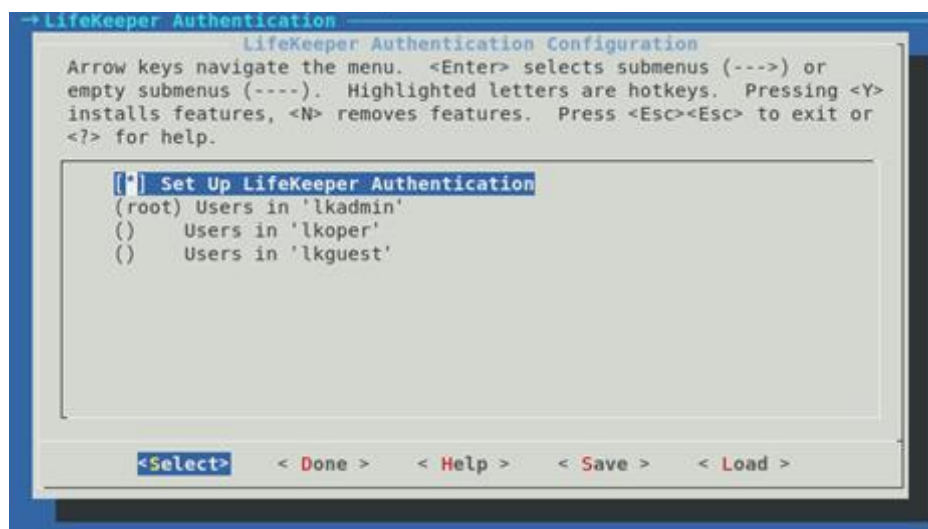 →LifeKeeper Authentication
LifeKeeper Authentication Configuration
Arrow keys navigate the menu.  <Enter> selects submenus (--->) or
empty submenus (----).  Highlighted letters are hotkeys.  Pressing <Y>
installs features, <N> removes features.  Press <Esc><Esc> to exit or
<?> for help.
[*] Set Up LifeKeeper Authentication
(root) Users in 'lkadmin'
()    Users in 'lkoper'
()    Users in 'lkguest'
<Select>    < Done >    < Help >    < Save >    < Load >